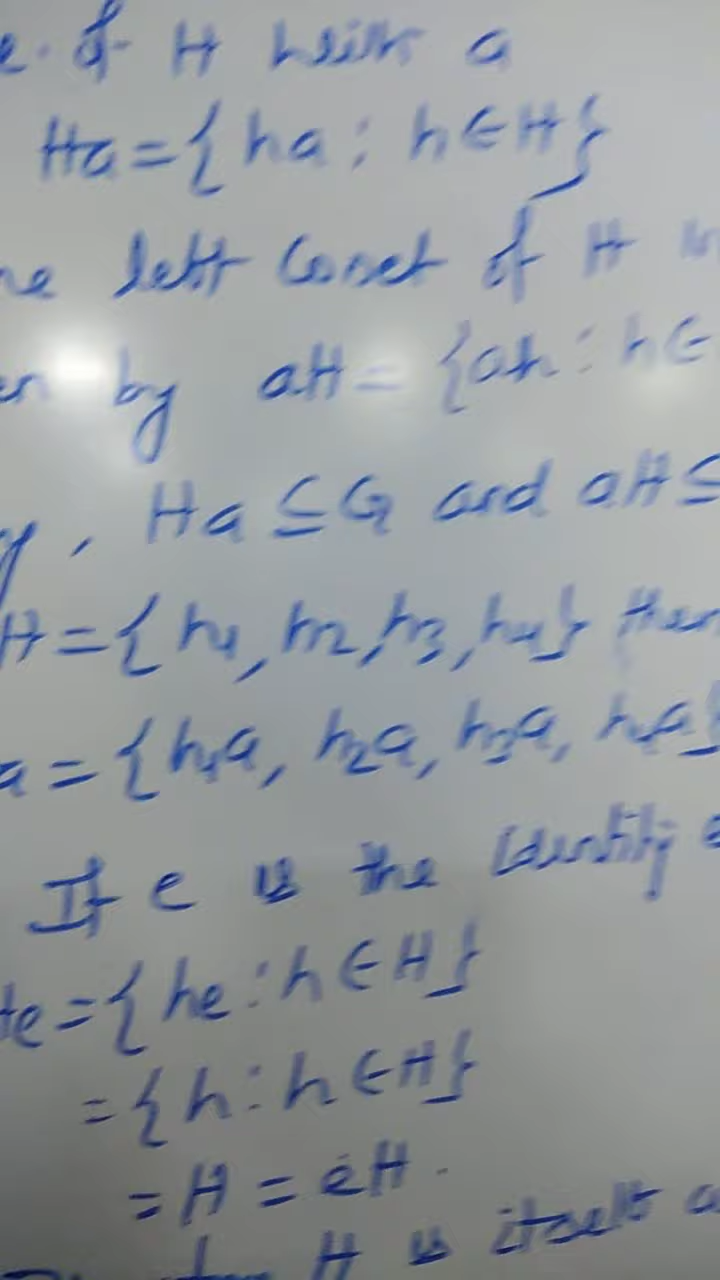 of H
Ha = {ha : h ∈ H}
left coset of H
by aH = {ah : h ∈
, Ha ⊆ G and aH ⊆
H = {h1, h2, h3, h4} then
a = {h1a, h2a, h3a, h4a}
If e is the identity
He = {he : h ∈ H}
= {h : h ∈ H}
= H = eH.
H is itself a